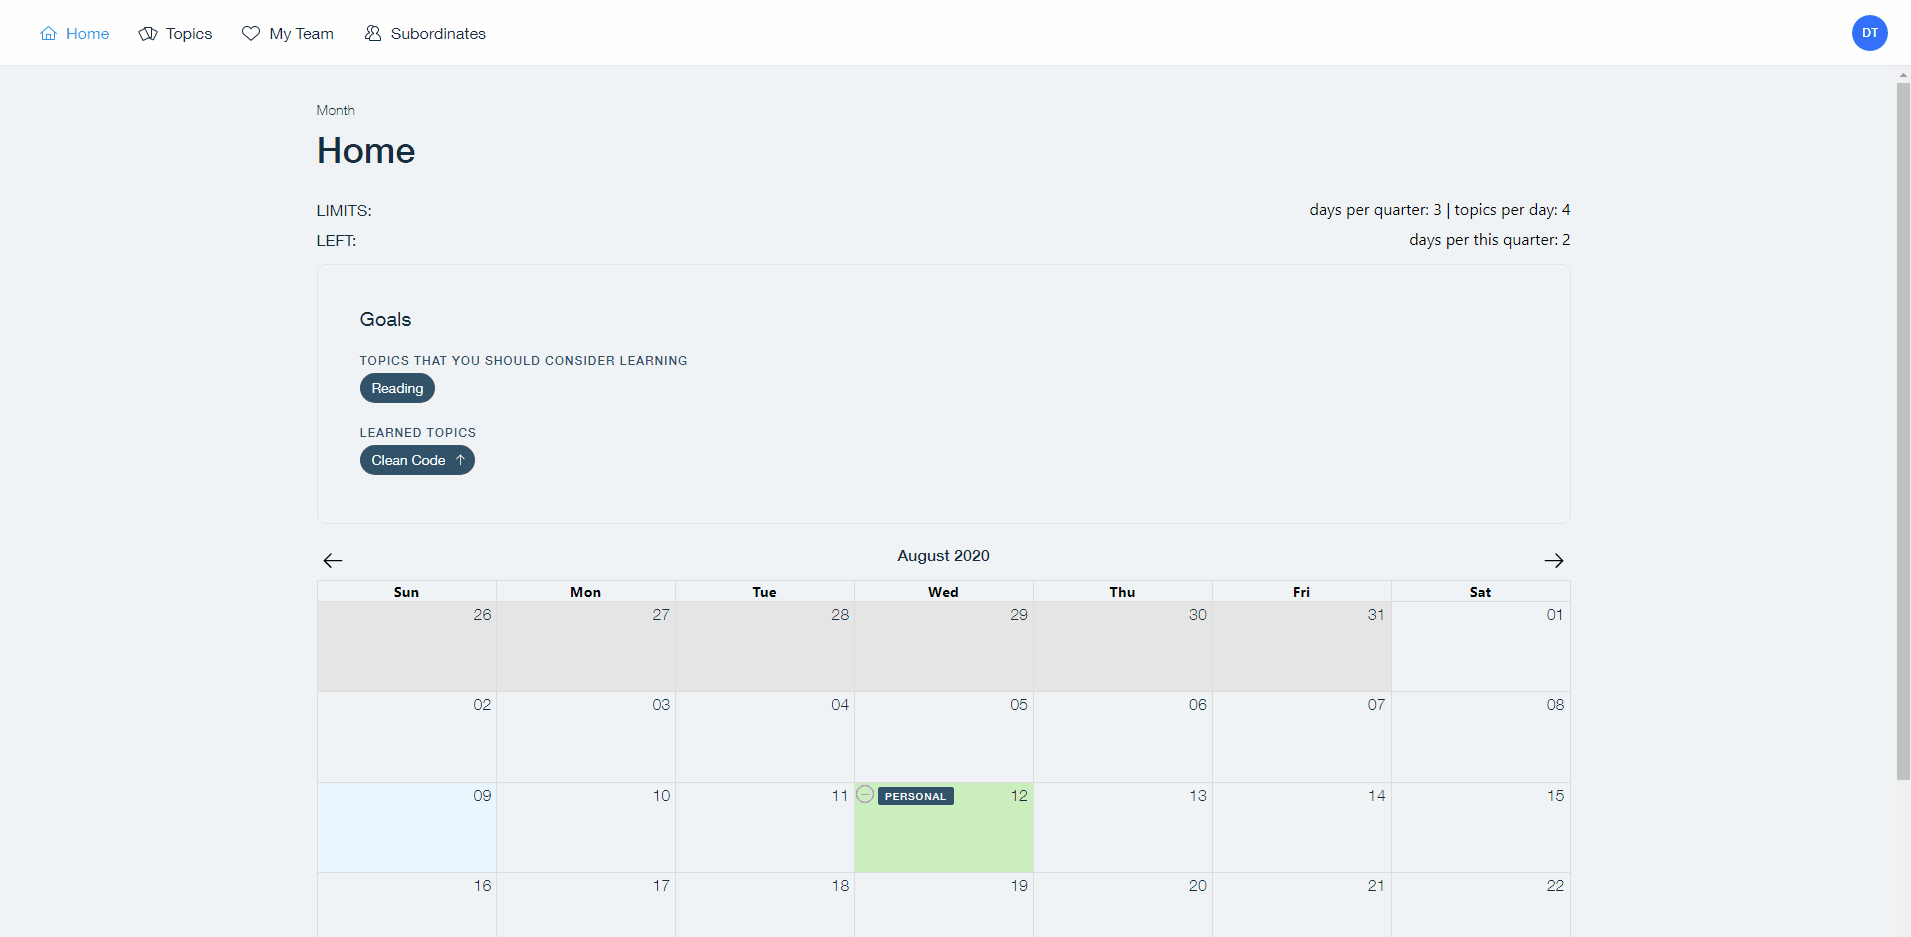 Home Topics My Team Subordinates DT
Month
Home
LIMITS: days per quarter: 3 | topics per day: 4
LEFT: days per this quarter: 2
Goals
TOPICS THAT YOU SHOULD CONSIDER LEARNING
Reading
LEARNED TOPICS
Clean Code ↑
← August 2020 →
Sun Mon Tue Wed Thu Fri Sat
26 27 28 29 30 31 01
02 03 04 05 06 07 08
09 10 11 PERSONAL 12 13 14 15
16 17 18 19 20 21 22